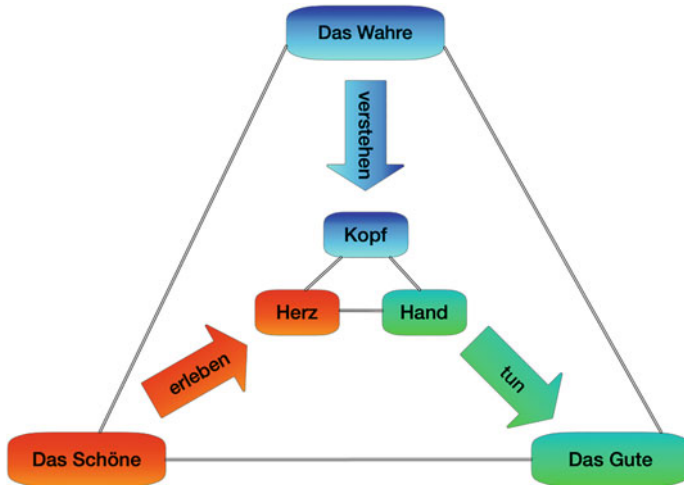 Das Wahre
verstehen
Kopf
Herz
Hand
erleben
tun
Das Schöne
Das Gute